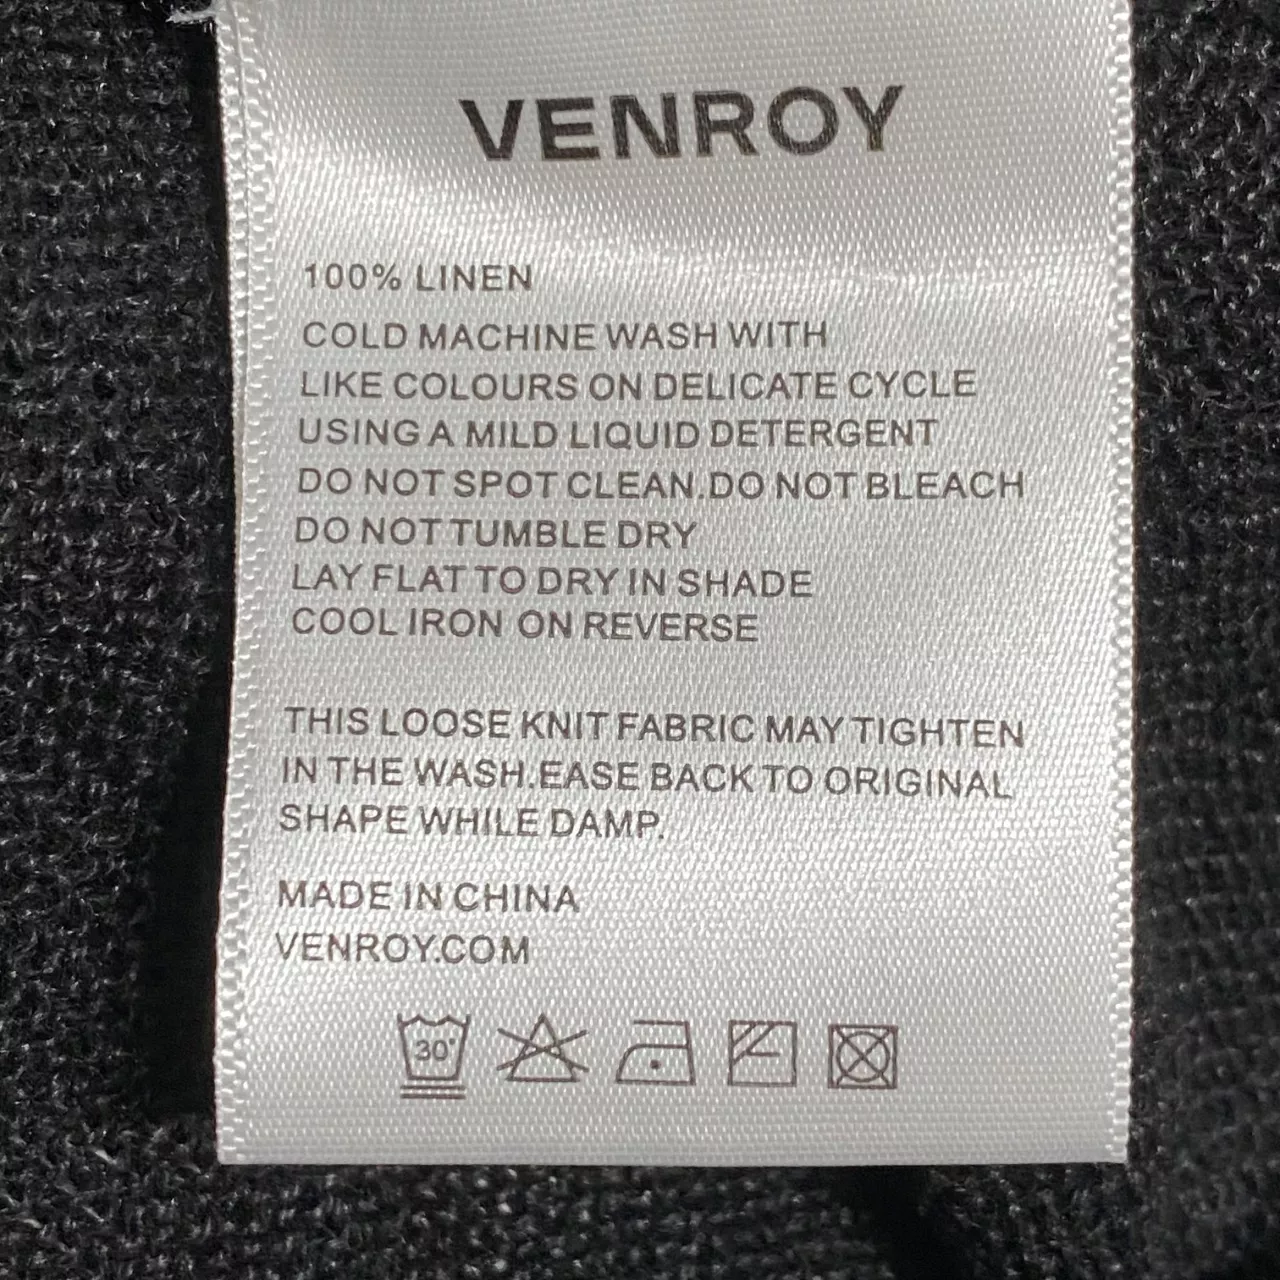 VENROY
100% LINEN
COLD MACHINE WASH WITH
LIKE COLOURS ON DELICATE CYCLE
USING A MILD LIQUID DETERGENT
DO NOT SPOT CLEAN.DO NOT BLEACH
DO NOT TUMBLE DRY
LAY FLAT TO DRY IN SHADE
COOL IRON ON REVERSE
THIS LOOSE KNIT FABRIC MAY TIGHTEN
IN THE WASH.EASE BACK TO ORIGINAL
SHAPE WHILE DAMP.
MADE IN CHINA
VENROY.COM
30°